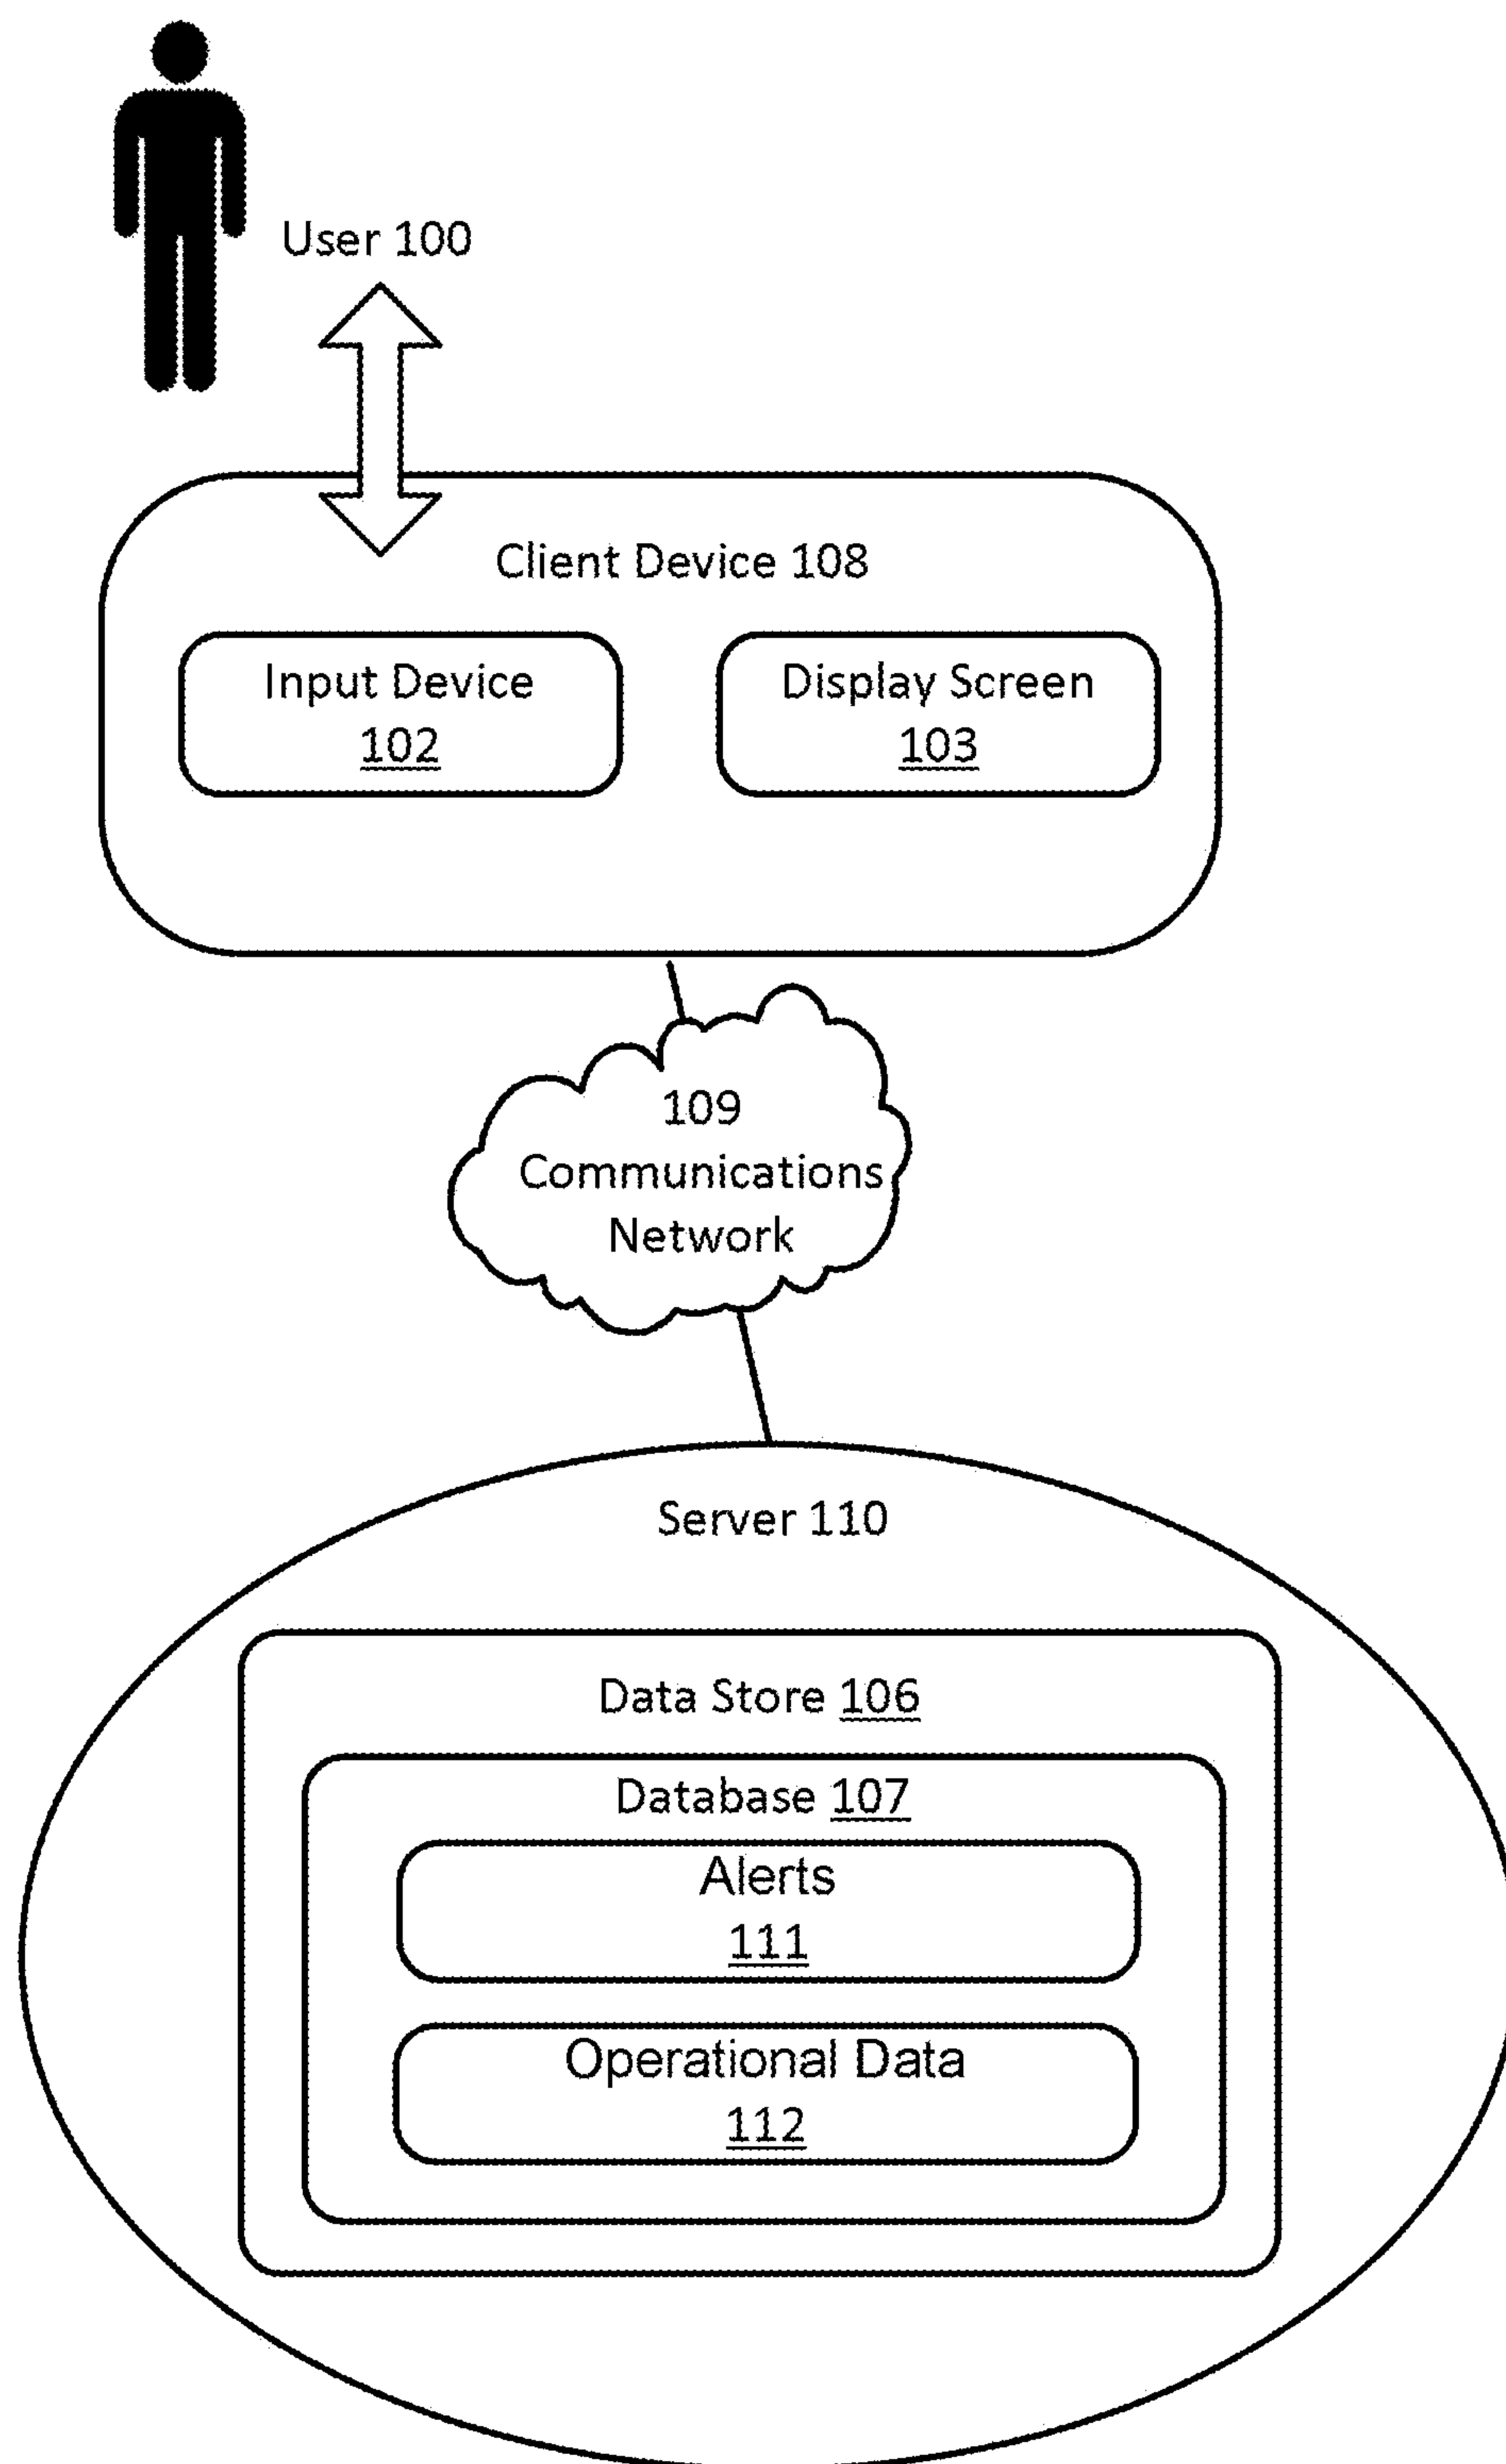 User 100
Client Device 108
Input Device
102
Display Screen
103
109
Communications
Network
Server 110
Data Store 106
Database 107
Alerts
111
Operational Data
112